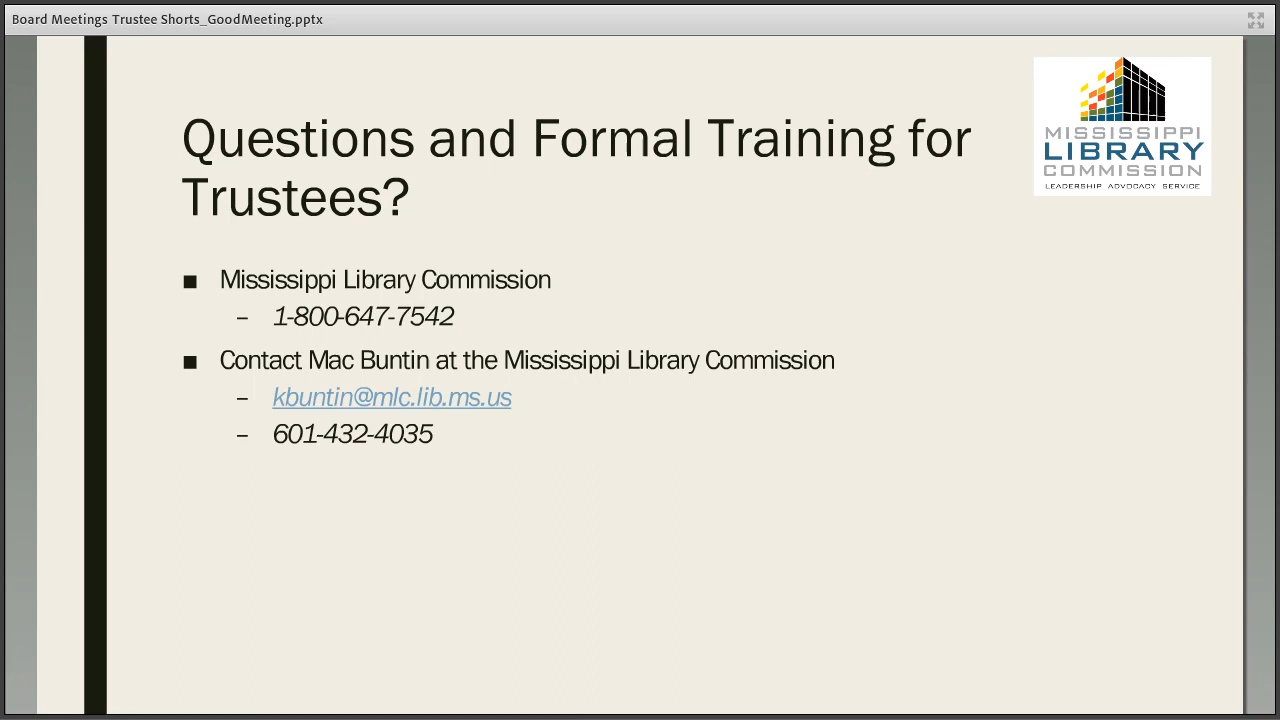 Board Meetings Trustee Shorts_GoodMeeting.pptx
MISSISSIPPI
LIBRARY
COMMISSION
LEADERSHIP ADVOCACY SERVICE
Questions and Formal Training for
Trustees?
■ Mississippi Library Commission
– 1-800-647-7542
■ Contact Mac Buntin at the Mississippi Library Commission
– kbuntin@mlc.lib.ms.us
– 601-432-4035